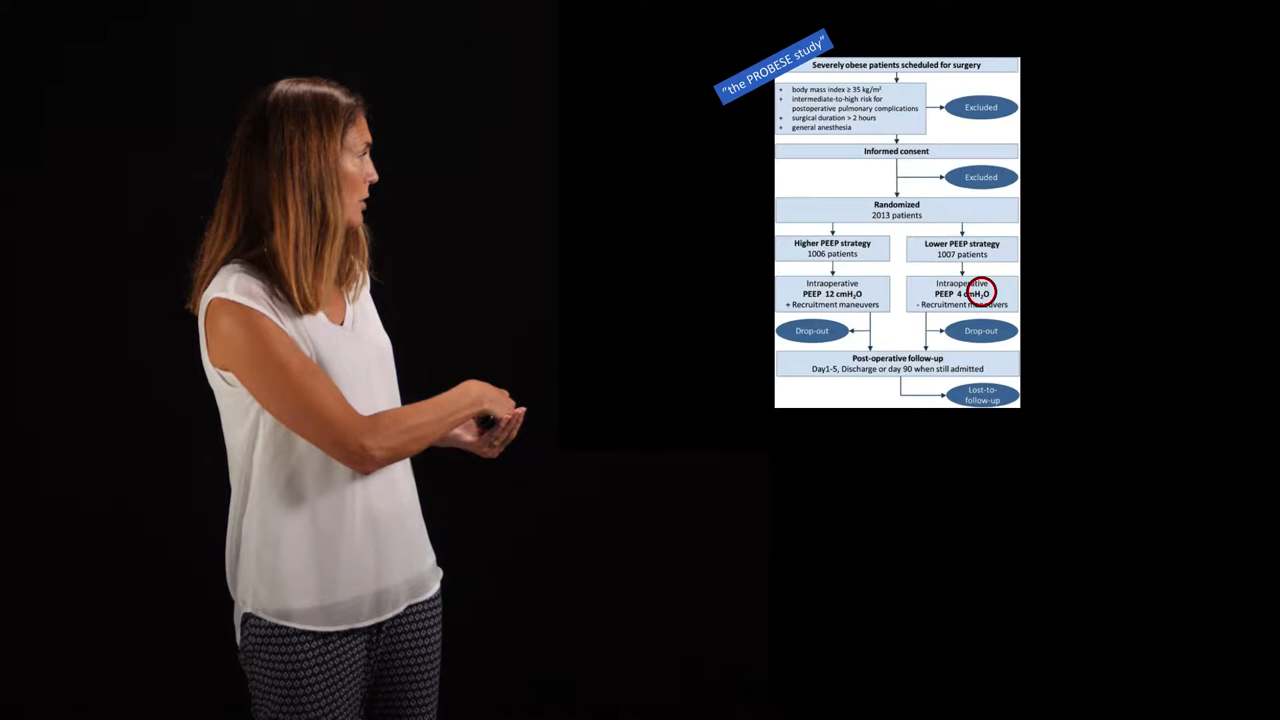 "the PROBESE study"
Severely obese patients scheduled for surgery
+ body mass index ≥ 35 kg/m²
+ intermediate-to-high risk for
postoperative pulmonary complications
+ surgical duration > 2 hours
+ general anesthesia
Excluded
Informed consent
Excluded
Randomized
2013 patients
Higher PEEP strategy
1006 patients
Lower PEEP strategy
1007 patients
Intraoperative
PEEP 12 cmH₂O
+ Recruitment maneuvers
Intraoperative
PEEP 4 cmH₂O
- Recruitment maneuvers
Drop-out
Drop-out
Post-operative follow-up
Day1-5, Discharge or day 90 when still admitted
Lost-to-
follow-up